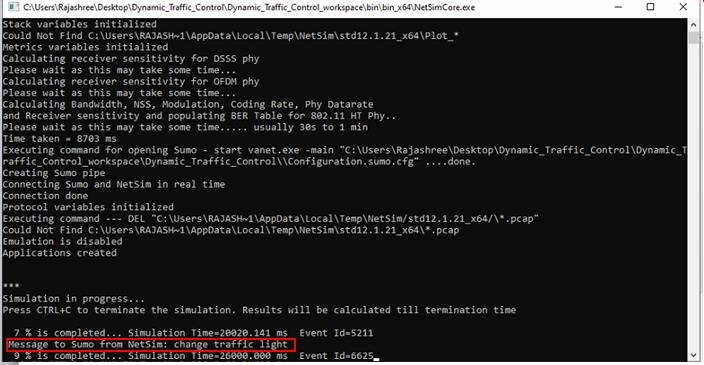 C:\Users\Rajashree\Desktop\Dynamic_Traffic_Control\Dynamic_Traffic_Control_workspace\bin\bin_x64\NetSimCore.exe
Stack variables initialized
Could Not Find C:\Users\RAJASH~1\AppData\Local\Temp\NetSim\std12.1.21_x64\Plot_*
Metrics variables initialized
Calculating receiver sensitivity for DSSS phy
Please wait as this may take some time...
Calculating receiver sensitivity for OFDM phy
Please wait as this may take some time...
Calculating Bandwidth, NSS, Modulation, Coding Rate, Phy Datarate
and Receiver sensitivity and populating BER Table for 802.11 HT Phy..
Please wait as this may take some time..... usually 30s to 1 min
Time taken = 8703 ms
Executing command for opening Sumo - start vanet.exe -main "C:\Users\Rajashree\Desktop\Dynamic_Traffic_Control\Dynamic_T
raffic_Control_workspace\Dynamic_Traffic_Control\\Configuration.sumo.cfg" ....done.
Creating Sumo pipe
Connecting Sumo and NetSim in real time
Connection done
Protocol variables initialized
Executing command --- DEL "C:\Users\RAJASH~1\AppData\Local\Temp\NetSim/std12.1.21_x64/\*.pcap"
Could Not Find C:\Users\RAJASH~1\AppData\Local\Temp\NetSim\std12.1.21_x64\*.pcap
Emulation is disabled
Applications created
***
Simulation in progress...
Press CTRL+C to terminate the simulation. Results will be calculated till termination time
7 % is completed... Simulation Time=20020.141 ms  Event Id=5211
Message to Sumo from NetSim: change traffic light
9 % is completed... Simulation Time=26000.000 ms  Event Id=6625